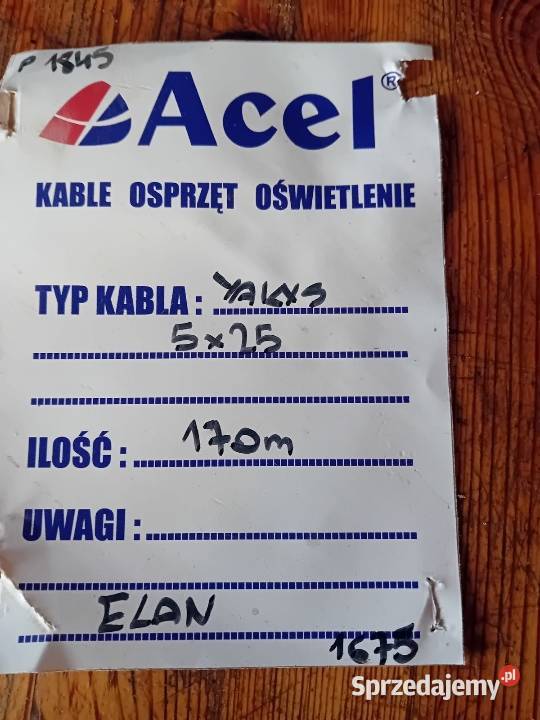 P 1845
Acel®
KABLE OSPRZĘT OŚWIETLENIE
TYP KABLA: YAKXS
5x25
ILOŚĆ: 170m
UWAGI:
ELAN
1675
Sprzedajemy.pl